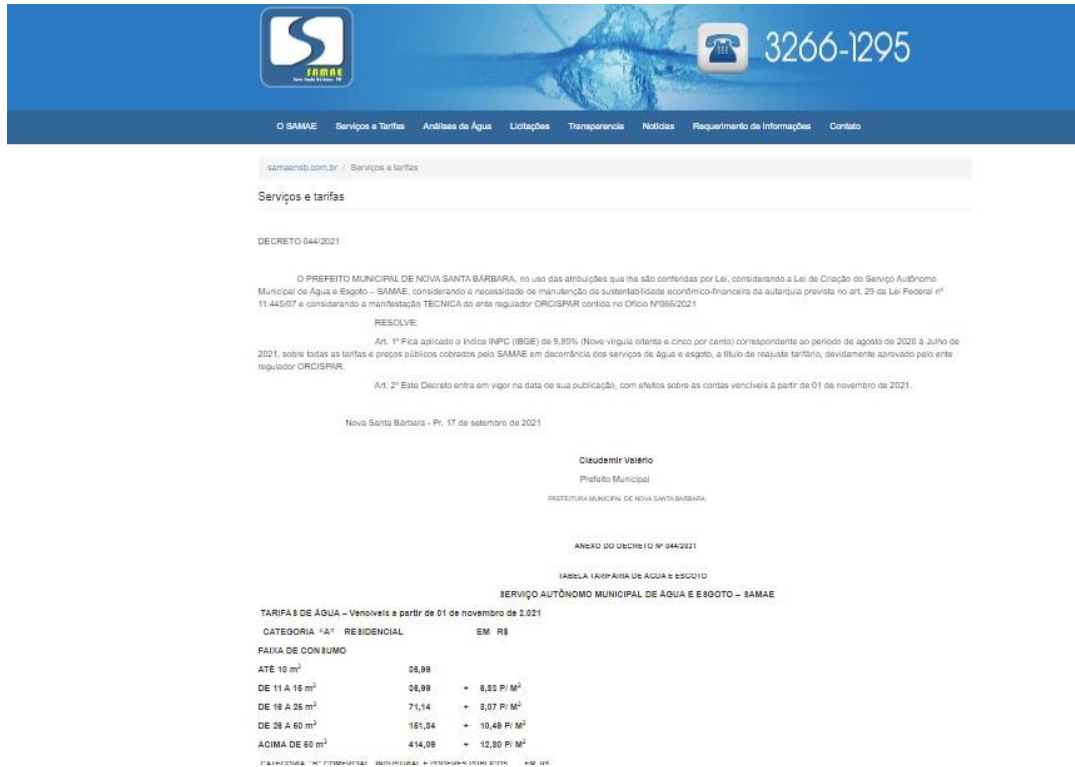 SAMAE
3266-1295
O SAMAE Serviços e Tarifas Análises de Água Licitações Transparencia Notícias Requerimento de Informações Contato
samaensb.com.br / Serviços e tarifas
Serviços e tarifas
DECRETO 044/2021
O PREFEITO MUNICIPAL DE NOVA SANTA BÁRBARA, no uso das atribuições que lhe são conferidas por Lei, considerando a Lei de Criação do Serviço Autônomo
Municipal de Água e Esgoto – SAMAE, considerando a necessidade de manutenção da sustentabilidade econômico-financeira da autarquia prevista no art. 29 da Lei Federal nº
11.445/07 e considerando a manifestação TÉCNICA do ente regulador ORCISPAR contida no Ofício Nº066/2021
RESOLVE:
Art. 1º Fica aplicado o índice INPC (IBGE) de 9,85% (Nove vírgula oitenta e cinco por cento) correspondente ao período de agosto de 2020 à Julho de
2021, sobre todas as tarifas e preços públicos cobrados pelo SAMAE em decorrência dos serviços de água e esgoto, a título de reajuste tarifário, devidamente aprovado pelo ente
regulador ORCISPAR.
Art. 2º Este Decreto entra em vigor na data de sua publicação, com efeitos sobre as contas vencíveis à partir de 01 de novembro de 2021.
Nova Santa Bárbara - Pr, 17 de setembro de 2021
Claudemir Valério
Prefeito Municipal
PREFEITURA MUNICIPAL DE NOVA SANTA BARBARA
ANEXO DO DECRETO Nº 044/2021
TABELA TARIFÁRIA DE ÁGUA E ESGOTO
SERVIÇO AUTÔNOMO MUNICIPAL DE ÁGUA E ESGOTO – SAMAE
TARIFAS DE ÁGUA – Vencíveis a partir de 01 de novembro de 2.021
CATEGORIA "A" RESIDENCIAL EM R$
FAIXA DE CONSUMO
ATÉ 10 m³ 36,99
DE 11 A 15 m³ 36,99 + 6,83 P/ M³
DE 16 A 25 m³ 71,14 + 8,07 P/ M³
DE 26 A 50 m³ 151,84 + 10,49 P/ M³
ACIMA DE 50 m³ 414,09 + 12,80 P/ M³
CATEGORIA "B" COMERCIAL, INDUSTRIAL E PODERES PÚBLICOS EM R$